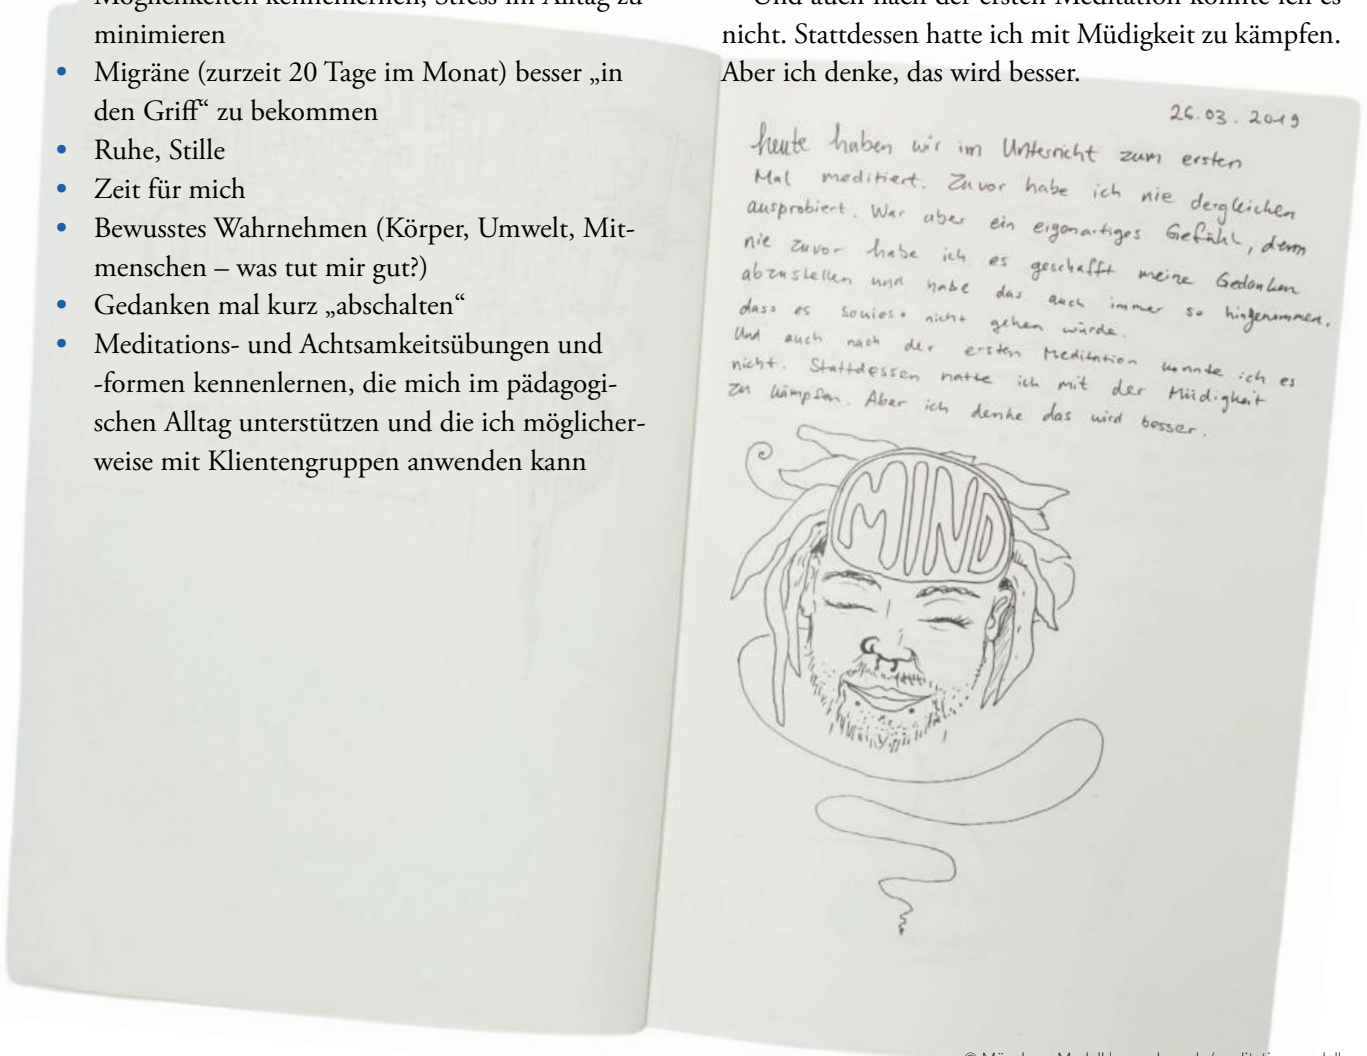 Möglichkeiten kennenlernen, Stress im Alltag zu
minimieren
• Migräne (zurzeit 20 Tage im Monat) besser „in
den Griff“ zu bekommen
• Ruhe, Stille
• Zeit für mich
• Bewusstes Wahrnehmen (Körper, Umwelt, Mit-
menschen – was tut mir gut?)
• Gedanken mal kurz „abschalten“
• Meditations- und Achtsamkeitsübungen und
-formen kennenlernen, die mich im pädagogi-
schen Alltag unterstützen und die ich möglicher-
weise mit Klientengruppen anwenden kann
Und auch nach der ersten Meditation konnte ich es
nicht. Stattdessen hatte ich mit Müdigkeit zu kämpfen.
Aber ich denke, das wird besser.
26.03.2019
heute haben wir im Unterricht zum ersten
Mal meditiert. Zuvor habe ich nie dergleichen
ausprobiert. War aber ein eigenartiges Gefühl, denn
nie zuvor habe ich es geschafft meine Gedanken
abzustellen und habe das auch immer so hingenommen,
dass es sowieso nicht gehen würde.
Und auch nach der ersten Meditation konnte ich es
nicht. Stattdessen hatte ich mit der Müdigkeit
zu kämpfen. Aber ich denke das wird besser.
MIND